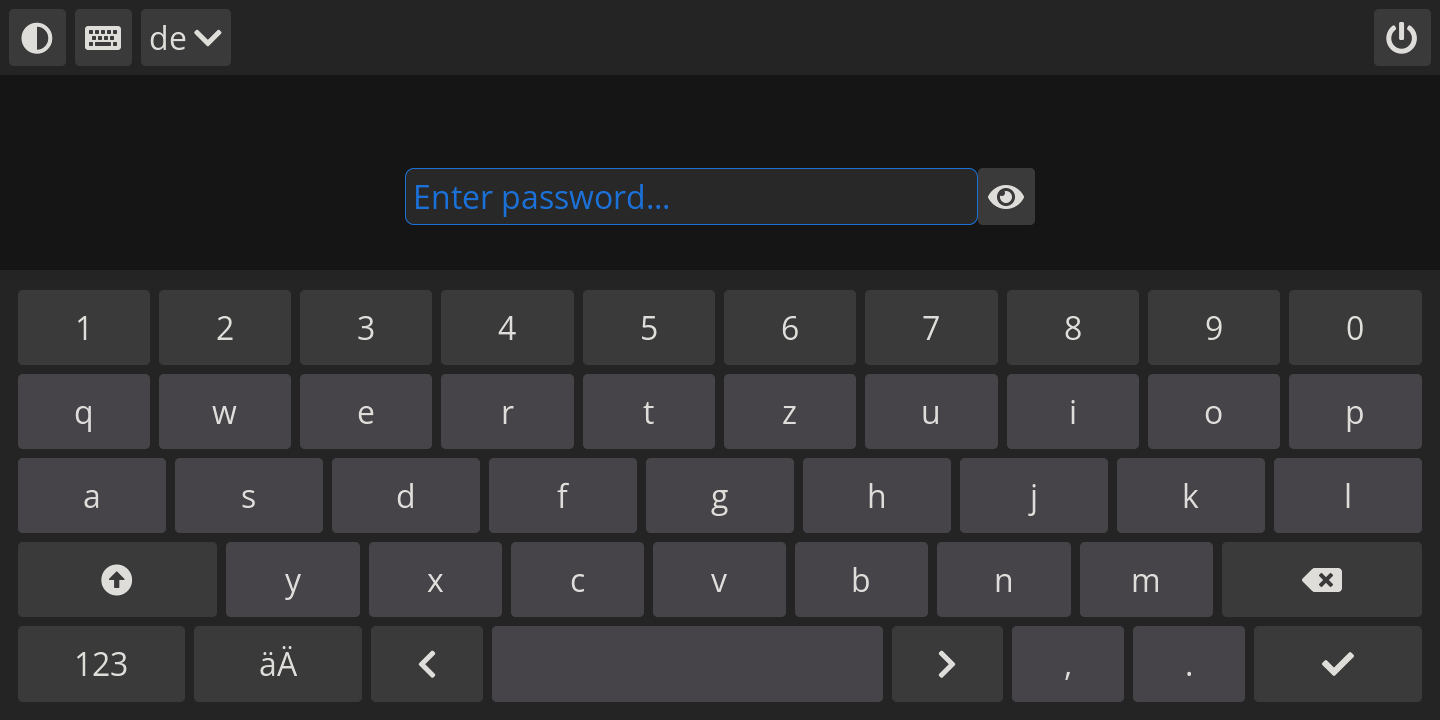 de
Enter password...
1 2 3 4 5 6 7 8 9 0
q w e r t z u i o p
a s d f g h j k l
y x c v b n m
123 äÄ , .